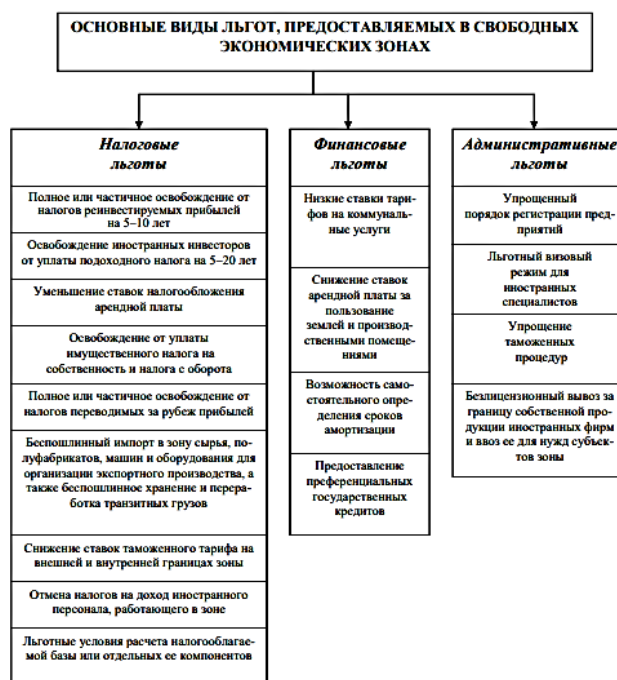 ОСНОВНЫЕ ВИДЫ ЛЬГОТ, ПРЕДОСТАВЛЯЕМЫХ В СВОБОДНЫХ
ЭКОНОМИЧЕСКИХ ЗОНАХ
Налоговые
льготы
Полное или частичное освобождение от
налогов реинвестируемых прибылей
на 5–10 лет
Освобождение иностранных инвесторов
от уплаты подоходного налога на 5–20 лет
Уменьшение ставок налогообложения
арендной платы
Освобождение от уплаты
имущественного налога на
собственность и налога с оборота
Полное или частичное освобождение от
налогов переводимых за рубеж прибылей
Беспошлинный импорт в зону сырья, по-
луфабрикатов, машин и оборудования для
организации экспортного производства, а
также беспошлинное хранение и перера-
ботка транзитных грузов
Снижение ставок таможенного тарифа на
внешней и внутренней границах зоны
Отмена налогов на доход иностранного
персонала, работающего в зоне
Льготные условия расчета налогооблагае-
мой базы или отдельных ее компонентов
Финансовые
льготы
Низкие ставки тари-
фов на коммуналь-
ные услуги
Снижение ставок
арендной платы за
пользование
землей и производ-
ственными помеще-
ниями
Возможность само-
стоятельного опре-
деления сроков
амортизации
Предоставление
преференциальных
государственных
кредитов
Административные
льготы
Упрощенный
порядок регистрации пред-
приятий
Льготный визовый
режим для
иностранных
специалистов
Упрощение
таможенных
процедур
Безлицензионный вывоз за
границу собственной про-
дукции иностранных фирм
и ввоз ее для нужд субъек-
тов зоны